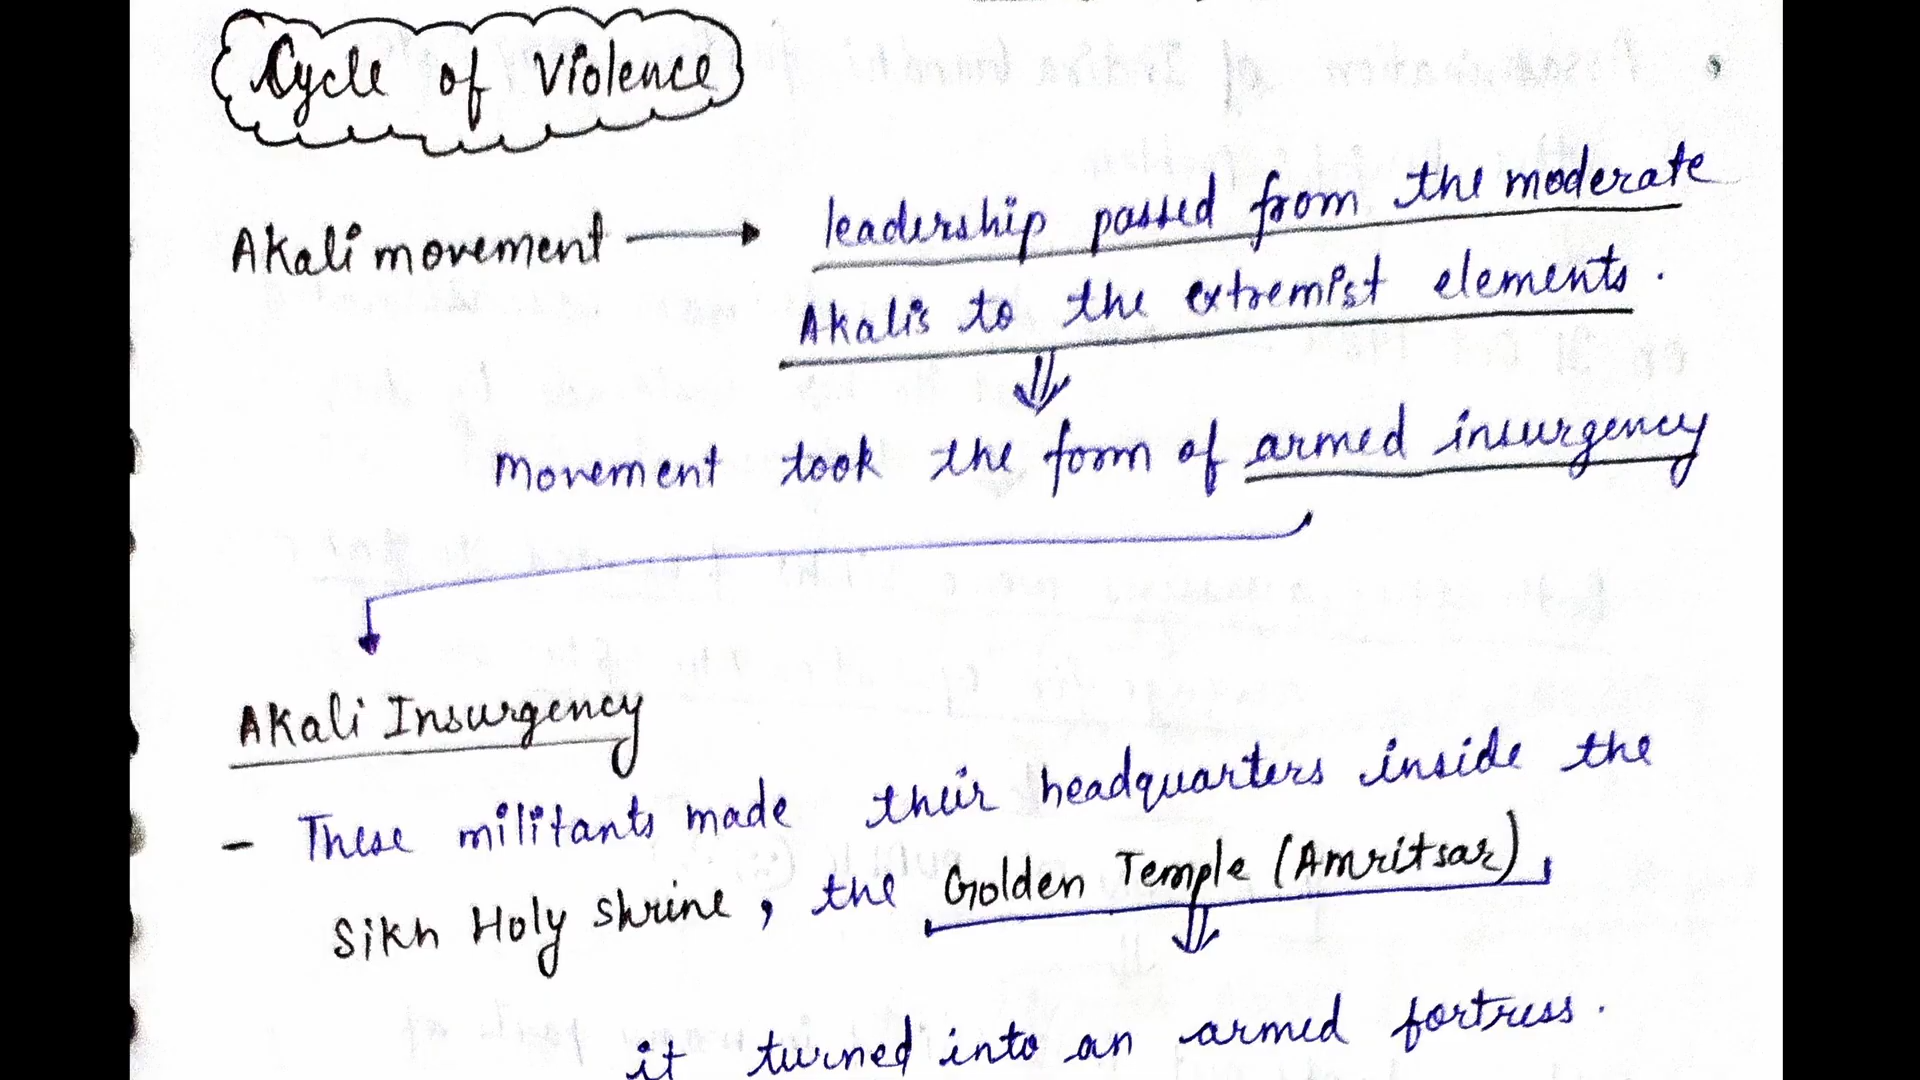 Cycle of Violence
Akali movement → leadership passed from the moderate
Akalis to the extremist elements.
Movement took the form of armed insurgency
Akali Insurgency
- These militants made their headquarters inside the
Sikh Holy shrine, the Golden Temple (Amritsar)
it turned into an armed fortress.